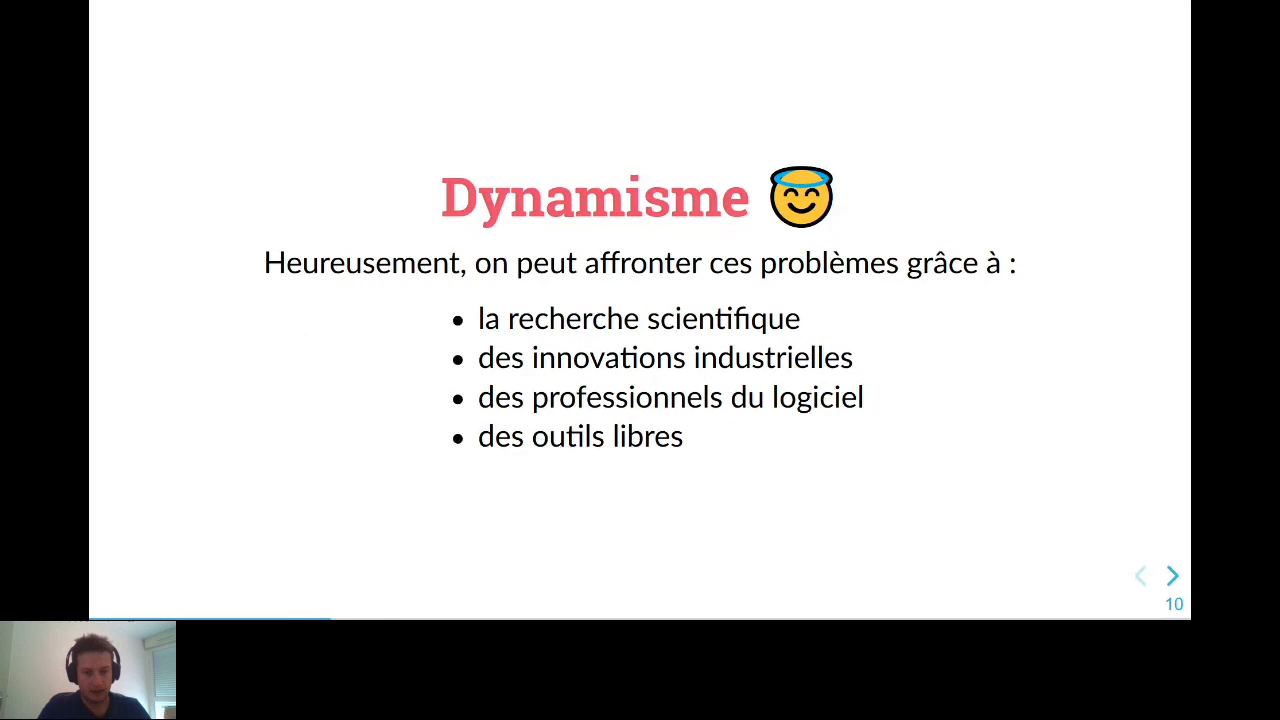 Dynamisme 😇
Heureusement, on peut affronter ces problèmes grâce à :
• la recherche scientifique
• des innovations industrielles
• des professionnels du logiciel
• des outils libres
10